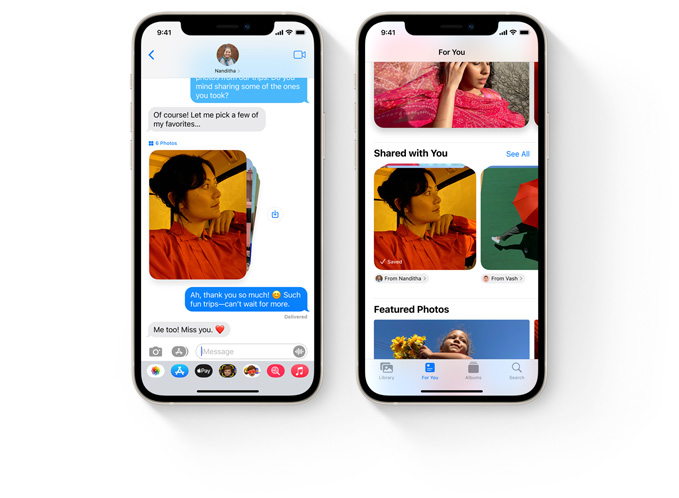 9:41
Nanditha >
photos from our trips. Do you
mind sharing some of the ones
you took?
Of course! Let me pick a few of
my favorites...
6 Photos
Ah, thank you so much! 😊 Such
fun trips—can't wait for more.
Delivered
Me too! Miss you. ❤️
iMessage
Pay
9:41
For You
Shared with You
See All
Saved
From Nanditha >
From Vash >
Featured Photos
Library
For You
Albums
Search